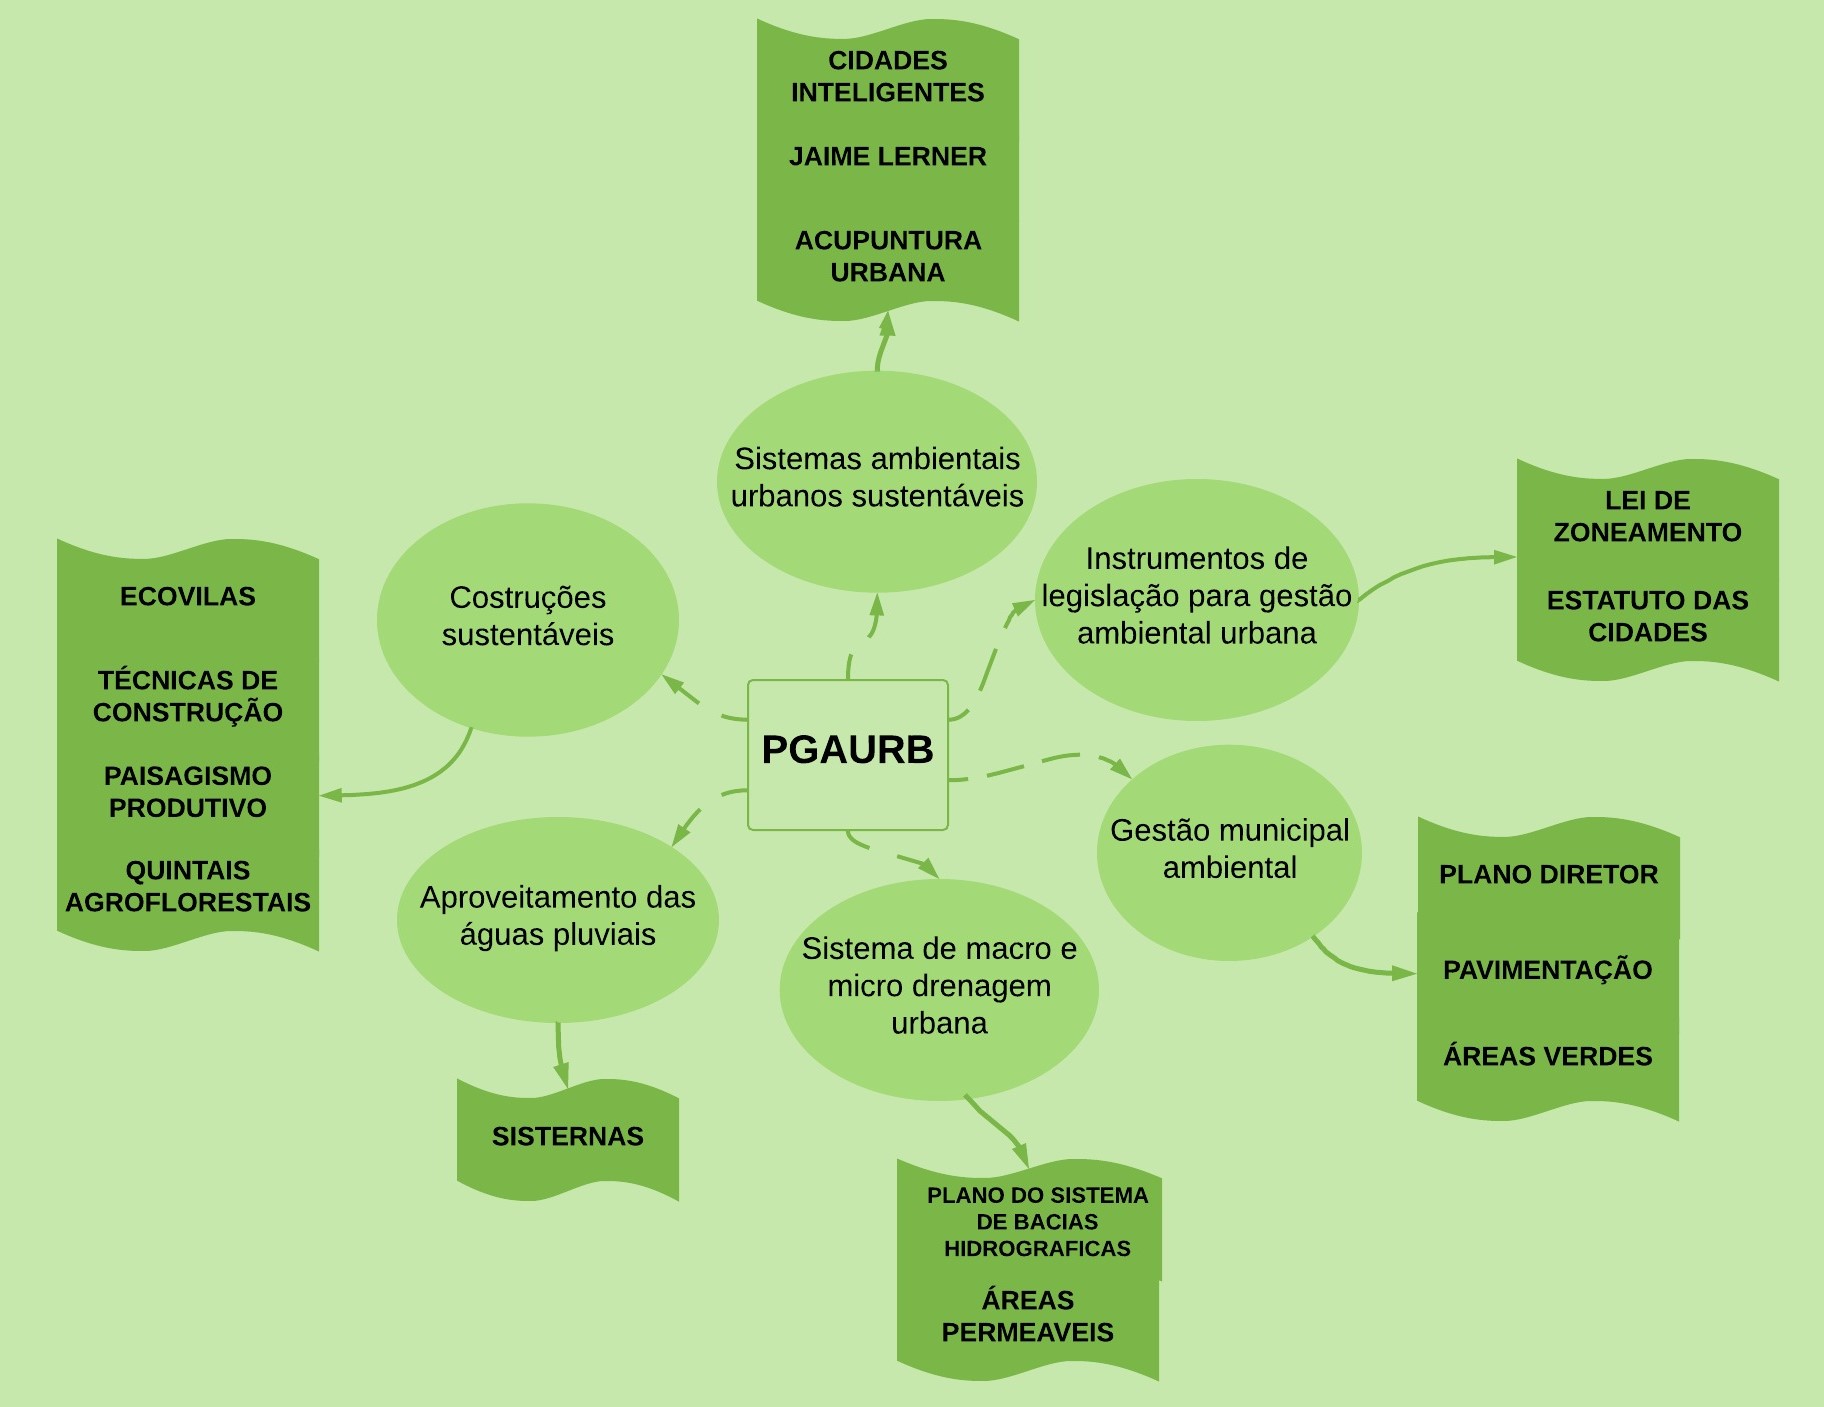 CIDADES
INTELIGENTES
JAIME LERNER
ACUPUNTURA
URBANA
Sistemas ambientais
urbanos sustentáveis
Instrumentos de
legislação para gestão
ambiental urbana
LEI DE
ZONEAMENTO
ESTATUTO DAS
CIDADES
Costruções
sustentáveis
ECOVILAS
TÉCNICAS DE
CONSTRUÇÃO
PAISAGISMO
PRODUTIVO
QUINTAIS
AGROFLORESTAIS
PGAURB
Gestão municipal
ambiental
PLANO DIRETOR
PAVIMENTAÇÃO
ÁREAS VERDES
Aproveitamento das
águas pluviais
SISTERNAS
Sistema de macro e
micro drenagem
urbana
PLANO DO SISTEMA
DE BACIAS
HIDROGRAFICAS
ÁREAS
PERMEAVEIS